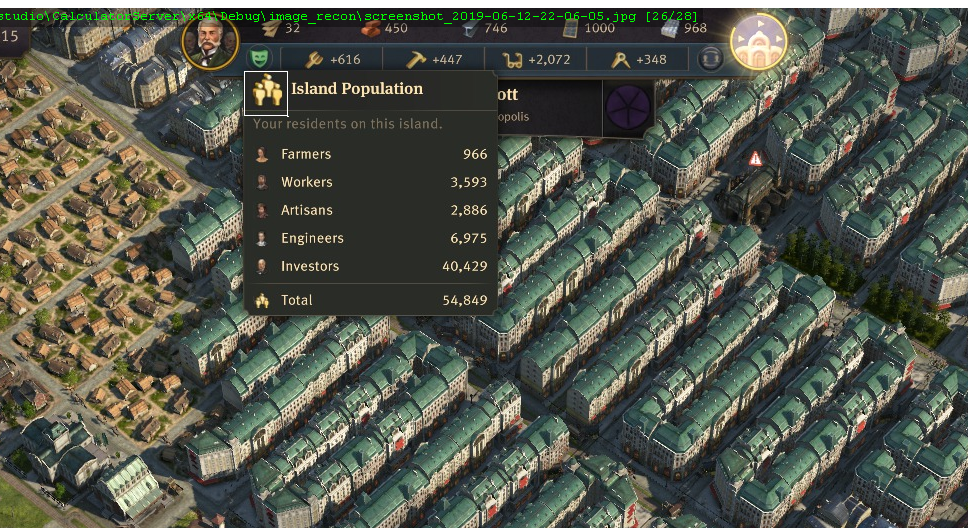 studio\CalculatorServer\x64\Debug\image_recon\screenshot_2019-06-12-22-06-05.jpg [26/28]
15
32 450 746 1000 968
+616 +447 +2,072 +348
Island Population
ott
opolis
Your residents on this island.
Farmers 966
Workers 3,593
Artisans 2,886
Engineers 6,975
Investors 40,429
Total 54,849